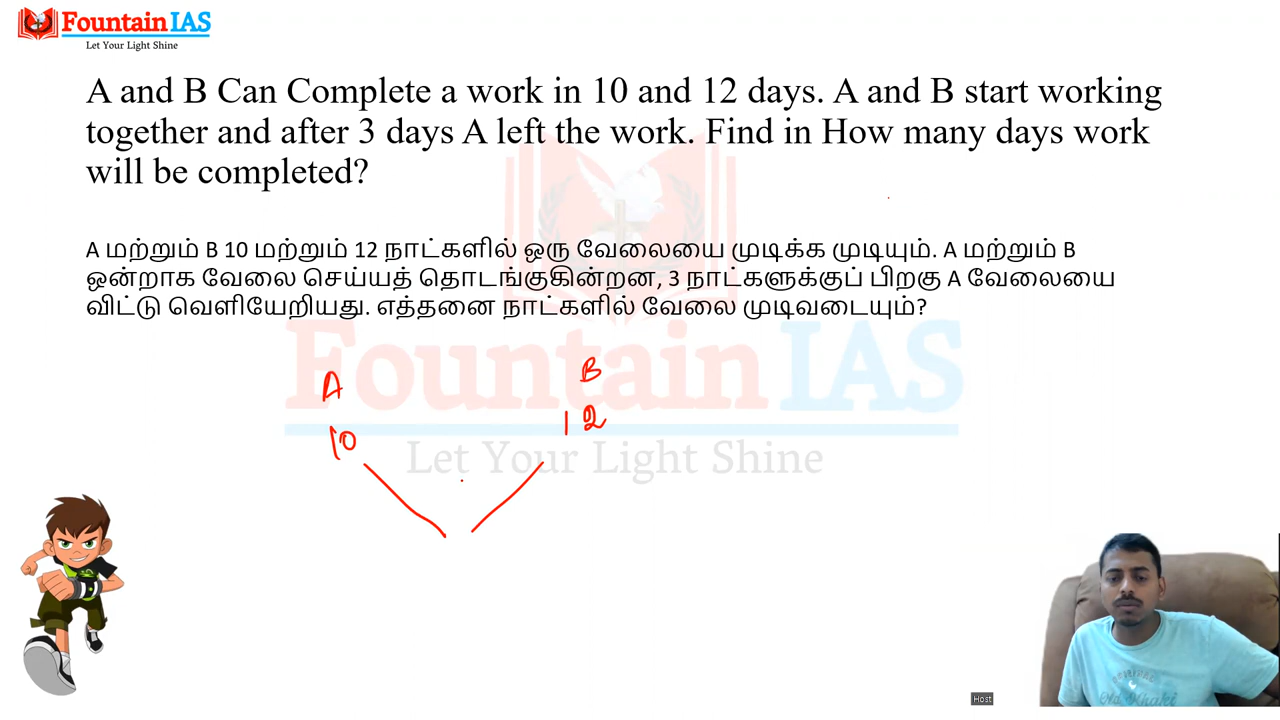 Fountain IAS
Let Your Light Shine
A and B Can Complete a work in 10 and 12 days. A and B start working
together and after 3 days A left the work. Find in How many days work
will be completed?
A மற்றும் B 10 மற்றும் 12 நாட்களில் ஒரு வேலையை முடிக்க முடியும். A மற்றும் B
ஒன்றாக வேலை செய்யத் தொடங்குகின்றன, 3 நாட்களுக்குப் பிறகு A வேலையை
விட்டு வெளியேறியது. எத்தனை நாட்களில் வேலை முடிவடையும்?
Fountain IAS
Let Your Light Shine
A B
10 12
Host